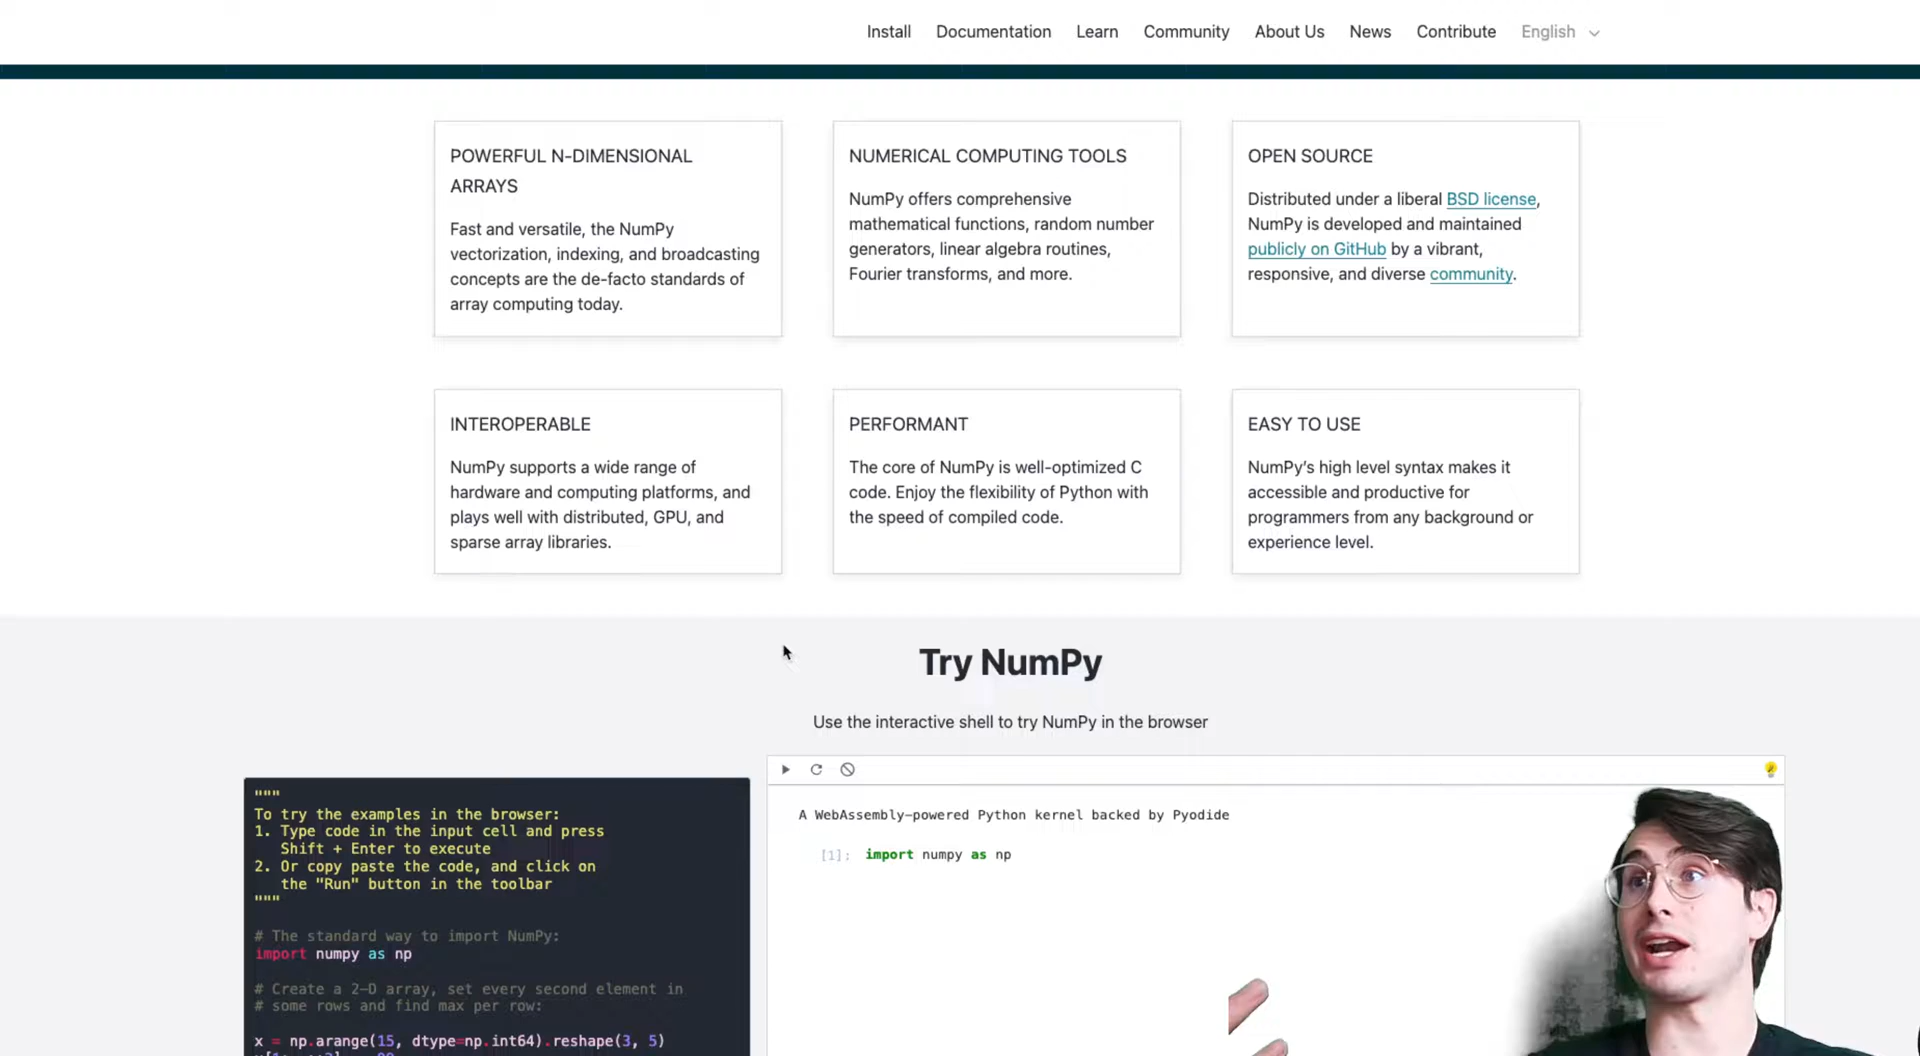 Install Documentation Learn Community About Us News Contribute English
POWERFUL N-DIMENSIONAL
ARRAYS
Fast and versatile, the NumPy
vectorization, indexing, and broadcasting
concepts are the de-facto standards of
array computing today.
NUMERICAL COMPUTING TOOLS
NumPy offers comprehensive
mathematical functions, random number
generators, linear algebra routines,
Fourier transforms, and more.
OPEN SOURCE
Distributed under a liberal BSD license,
NumPy is developed and maintained
publicly on GitHub by a vibrant,
responsive, and diverse community.
INTEROPERABLE
NumPy supports a wide range of
hardware and computing platforms, and
plays well with distributed, GPU, and
sparse array libraries.
PERFORMANT
The core of NumPy is well-optimized C
code. Enjoy the flexibility of Python with
the speed of compiled code.
EASY TO USE
NumPy's high level syntax makes it
accessible and productive for
programmers from any background or
experience level.
Try NumPy
Use the interactive shell to try NumPy in the browser
"""
To try the examples in the browser:
1. Type code in the input cell and press
Shift + Enter to execute
2. Or copy paste the code, and click on
the "Run" button in the toolbar
"""
# The standard way to import NumPy:
import numpy as np
# Create a 2-D array, set every second element in
# some rows and find max per row:
x = np.arange(15, dtype=np.int64).reshape(3, 5)
A WebAssembly-powered Python kernel backed by Pyodide
[1]: import numpy as np